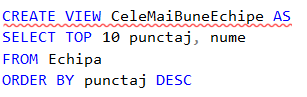 CREATE VIEW CeleMaiBuneEchipe AS
SELECT TOP 10 punctaj, nume
FROM Echipa
ORDER BY punctaj DESC